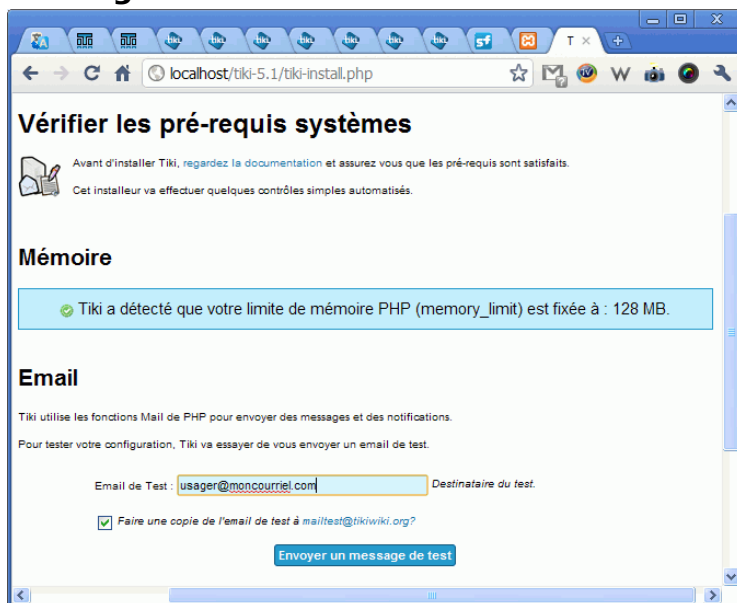 T
localhost/tiki-5.1/tiki-install.php
Vérifier les pré-requis systèmes
Avant d'installer Tiki, regardez la documentation et assurez vous que les pré-requis sont satisfaits.
Cet installeur va effectuer quelques contrôles simples automatisés.
Mémoire
Tiki a détecté que votre limite de mémoire PHP (memory_limit) est fixée à : 128 MB.
Email
Tiki utilise les fonctions Mail de PHP pour envoyer des messages et des notifications.
Pour tester votre configuration, Tiki va essayer de vous envoyer un email de test.
Email de Test : usager@moncourriel.com Destinataire du test.
Faire une copie de l'email de test à mailtest@tikiwiki.org?
Envoyer un message de test